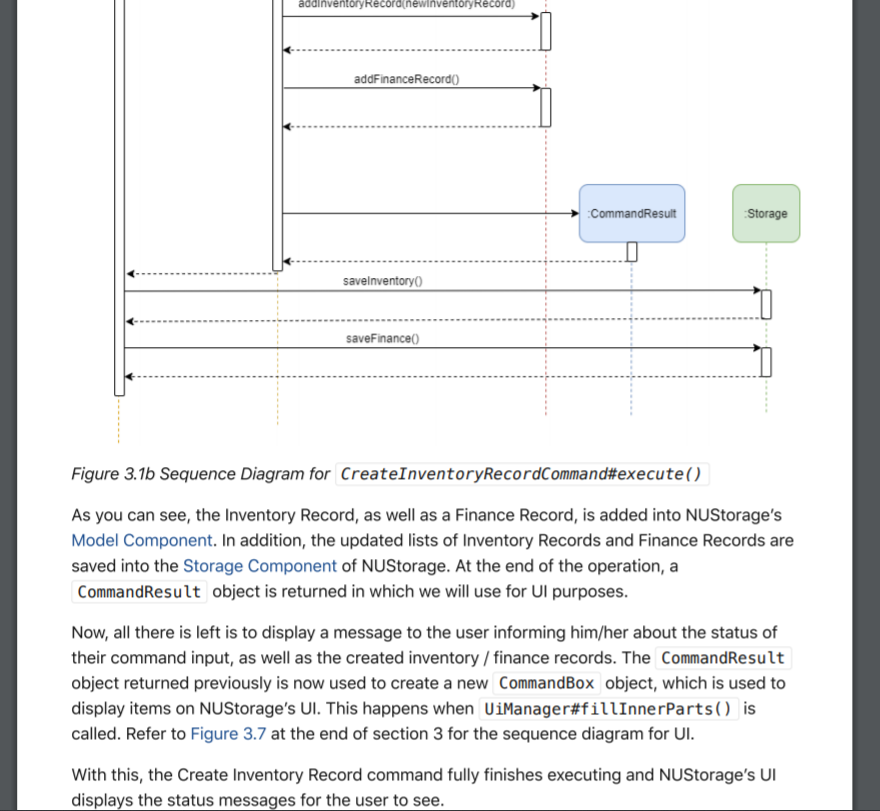 addInventoryRecord(newInventoryRecord)
addFinanceRecord()
:CommandResult
:Storage
saveInventory()
saveFinance()
Figure 3.1b Sequence Diagram for CreateInventoryRecordCommand#execute()
As you can see, the Inventory Record, as well as a Finance Record, is added into NUStorage's
Model Component. In addition, the updated lists of Inventory Records and Finance Records are
saved into the Storage Component of NUStorage. At the end of the operation, a
CommandResult object is returned in which we will use for UI purposes.
Now, all there is left is to display a message to the user informing him/her about the status of
their command input, as well as the created inventory / finance records. The CommandResult
object returned previously is now used to create a new CommandBox object, which is used to
display items on NUStorage's UI. This happens when UiManager#fillInnerParts() is
called. Refer to Figure 3.7 at the end of section 3 for the sequence diagram for UI.
With this, the Create Inventory Record command fully finishes executing and NUStorage's UI
displays the status messages for the user to see.